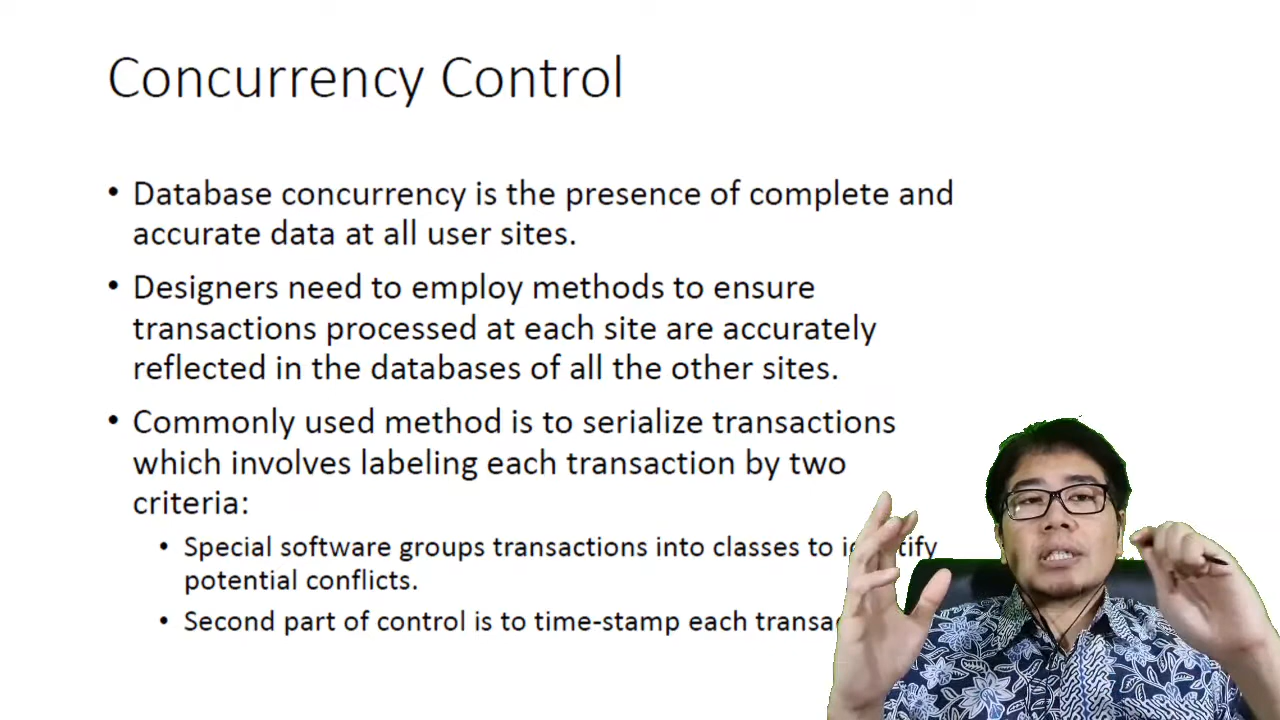 Concurrency Control
• Database concurrency is the presence of complete and
accurate data at all user sites.
• Designers need to employ methods to ensure
transactions processed at each site are accurately
reflected in the databases of all the other sites.
• Commonly used method is to serialize transactions
which involves labeling each transaction by two
criteria:
• Special software groups transactions into classes to
potential conflicts.
• Second part of control is to time-stamp each